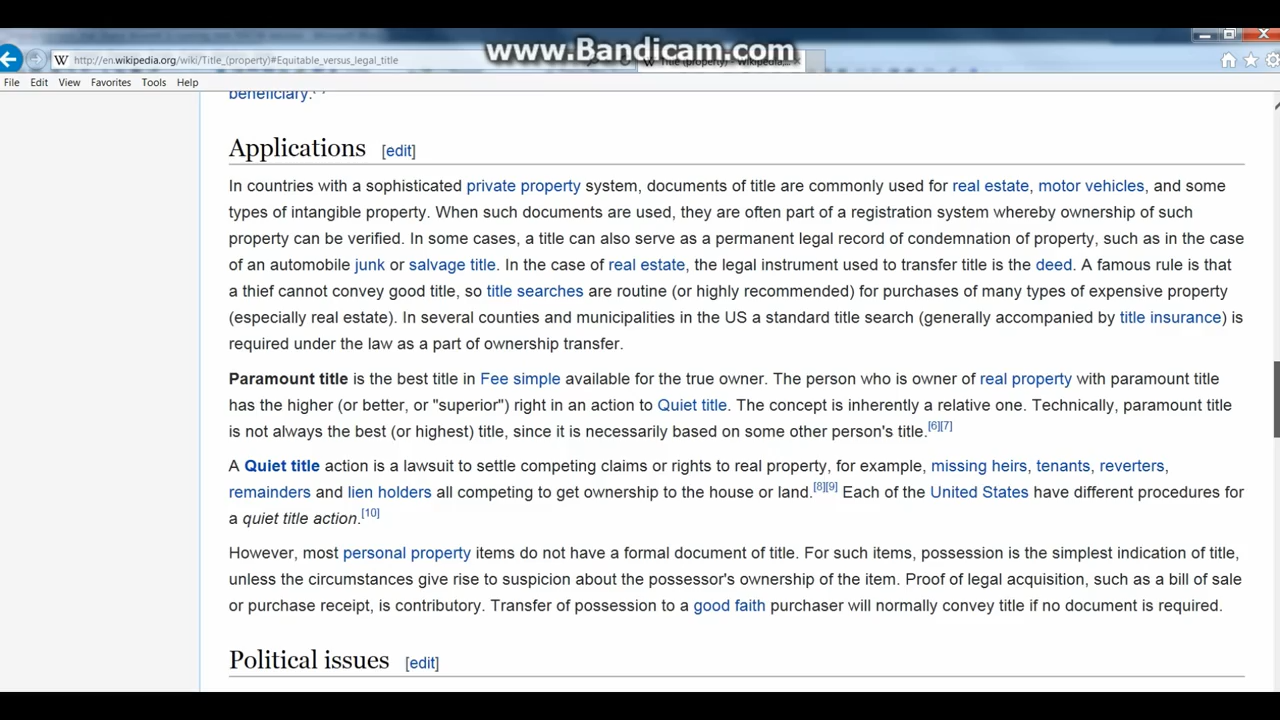 www.Bandicam.com
http://en.wikipedia.org/wiki/Title_(property)#Equitable_versus_legal_title
Title (property) - Wikipedia,...
File Edit View Favorites Tools Help
beneficiary.
Applications [edit]
In countries with a sophisticated private property system, documents of title are commonly used for real estate, motor vehicles, and some
types of intangible property. When such documents are used, they are often part of a registration system whereby ownership of such
property can be verified. In some cases, a title can also serve as a permanent legal record of condemnation of property, such as in the case
of an automobile junk or salvage title. In the case of real estate, the legal instrument used to transfer title is the deed. A famous rule is that
a thief cannot convey good title, so title searches are routine (or highly recommended) for purchases of many types of expensive property
(especially real estate). In several counties and municipalities in the US a standard title search (generally accompanied by title insurance) is
required under the law as a part of ownership transfer.
Paramount title is the best title in Fee simple available for the true owner. The person who is owner of real property with paramount title
has the higher (or better, or "superior") right in an action to Quiet title. The concept is inherently a relative one. Technically, paramount title
is not always the best (or highest) title, since it is necessarily based on some other person's title.[6][7]
A Quiet title action is a lawsuit to settle competing claims or rights to real property, for example, missing heirs, tenants, reverters,
remainders and lien holders all competing to get ownership to the house or land.[8][9] Each of the United States have different procedures for
a quiet title action.[10]
However, most personal property items do not have a formal document of title. For such items, possession is the simplest indication of title,
unless the circumstances give rise to suspicion about the possessor's ownership of the item. Proof of legal acquisition, such as a bill of sale
or purchase receipt, is contributory. Transfer of possession to a good faith purchaser will normally convey title if no document is required.
Political issues [edit]